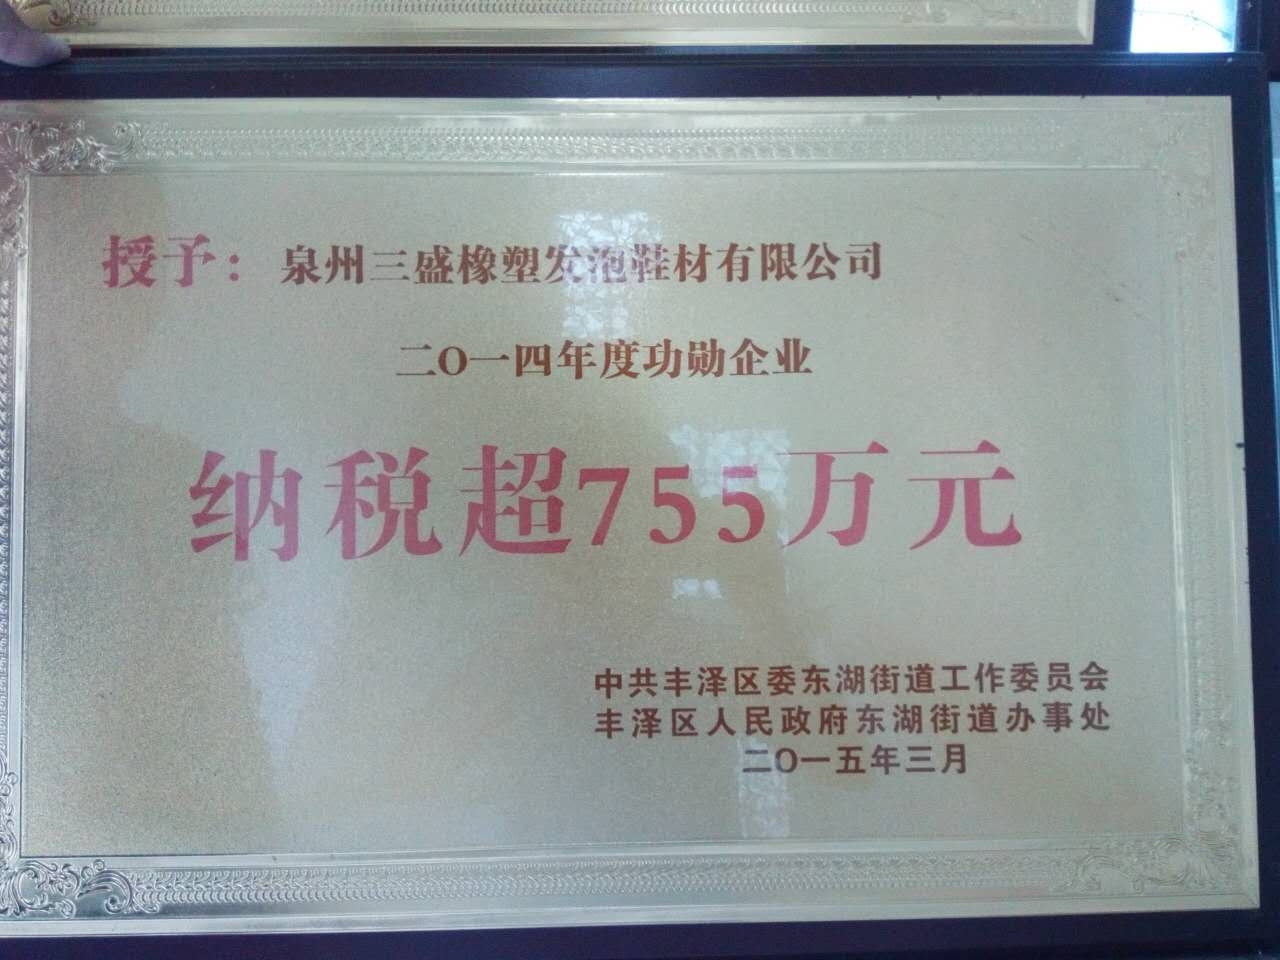 授予：泉州三盛橡塑发泡鞋材有限公司
二O一四年度功勋企业
纳税超755万元
中共丰泽区委东湖街道工作委员会
丰泽区人民政府东湖街道办事处
二O一五年三月